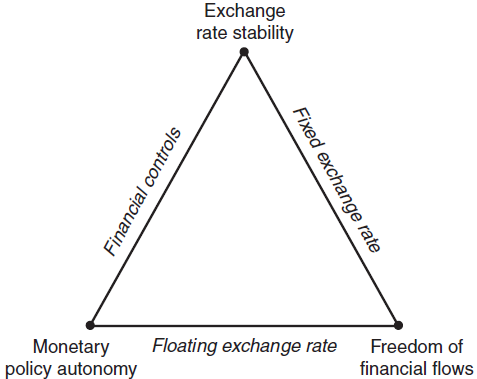 Exchange
rate stability
Financial controls
Fixed exchange rate
Monetary
policy autonomy
Floating exchange rate
Freedom of
financial flows